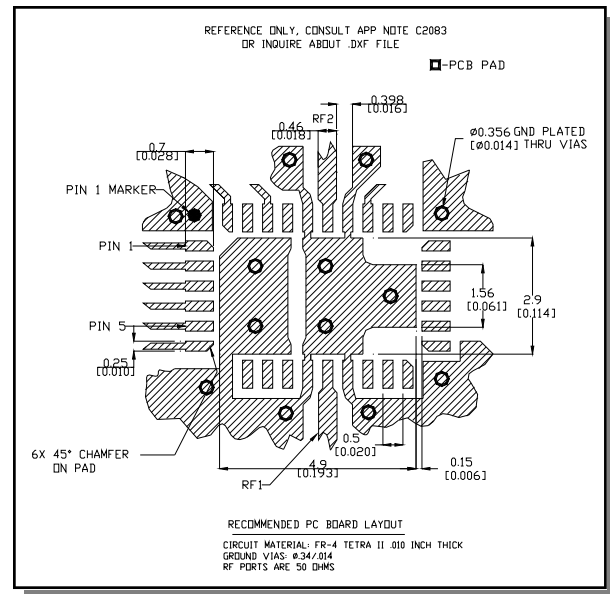 REFERENCE ONLY, CONSULT APP NOTE C2083
OR INQUIRE ABOUT .DXF FILE
-PCB PAD
0.398
[0.016]
RF2
0.46
[0.018]
Ø0.356 GND PLATED
[Ø0.014] THRU VIAS
0.7
[0.028]
PIN 1 MARKER
PIN 1
1.56
[0.061]
2.9
[0.114]
PIN 5
0.25
[0.010]
0.5
[0.020]
6X 45° CHAMFER
ON PAD
4.9
[0.193]
0.15
[0.006]
RF1
RECOMMENDED PC BOARD LAYOUT
CIRCUIT MATERIAL: FR-4 TETRA II .010 INCH THICK
GROUND VIAS: Ø.34/.014
RF PORTS ARE 50 OHMS